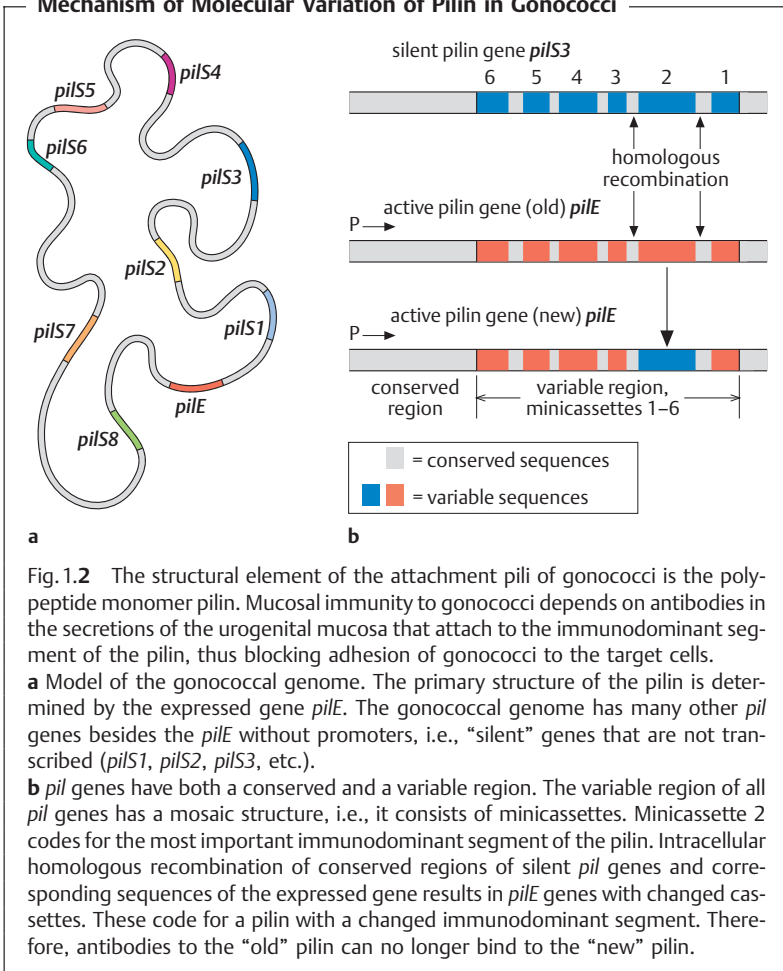 Mechanism of Molecular Variation of Pilin in Gonococci
pilS4
pilS5
pilS6
pilS3
pilS2
pilS1
pilS7
pilE
pilS8
a
silent pilin gene pilS3
6 5 4 3 2 1
homologous
recombination
active pilin gene (old) pilE
P
active pilin gene (new) pilE
P
conserved
region
variable region,
minicassettes 1–6
= conserved sequences
= variable sequences
b
Fig. 1.2 The structural element of the attachment pili of gonococci is the poly-
peptide monomer pilin. Mucosal immunity to gonococci depends on antibodies in
the secretions of the urogenital mucosa that attach to the immunodominant seg-
ment of the pilin, thus blocking adhesion of gonococci to the target cells.
a Model of the gonococcal genome. The primary structure of the pilin is deter-
mined by the expressed gene pilE. The gonococcal genome has many other pil
genes besides the pilE without promoters, i.e., “silent” genes that are not tran-
scribed (pilS1, pilS2, pilS3, etc.).
b pil genes have both a conserved and a variable region. The variable region of all
pil genes has a mosaic structure, i.e., it consists of minicassettes. Minicassette 2
codes for the most important immunodominant segment of the pilin. Intracellular
homologous recombination of conserved regions of silent pil genes and corre-
sponding sequences of the expressed gene results in pilE genes with changed cas-
settes. These code for a pilin with a changed immunodominant segment. There-
fore, antibodies to the “old” pilin can no longer bind to the “new” pilin.